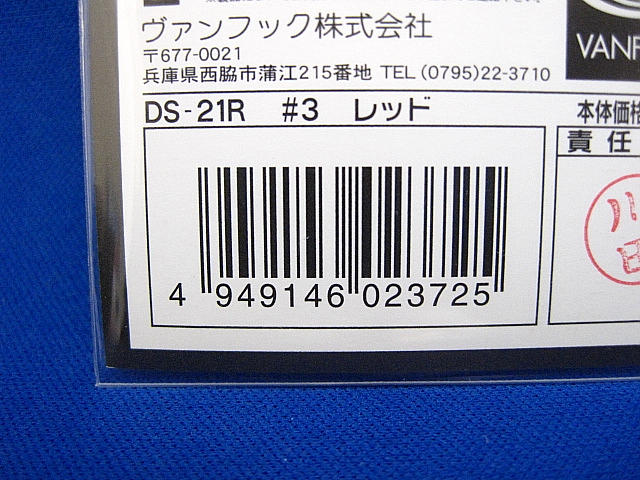 ヴァンフック株式会社
〒677-0021
兵庫県西脇市蒲江215番地 TEL (0795)22-3710
VANF
DS-21R #3 レッド
本体価格
責任
川
4 949146 023725